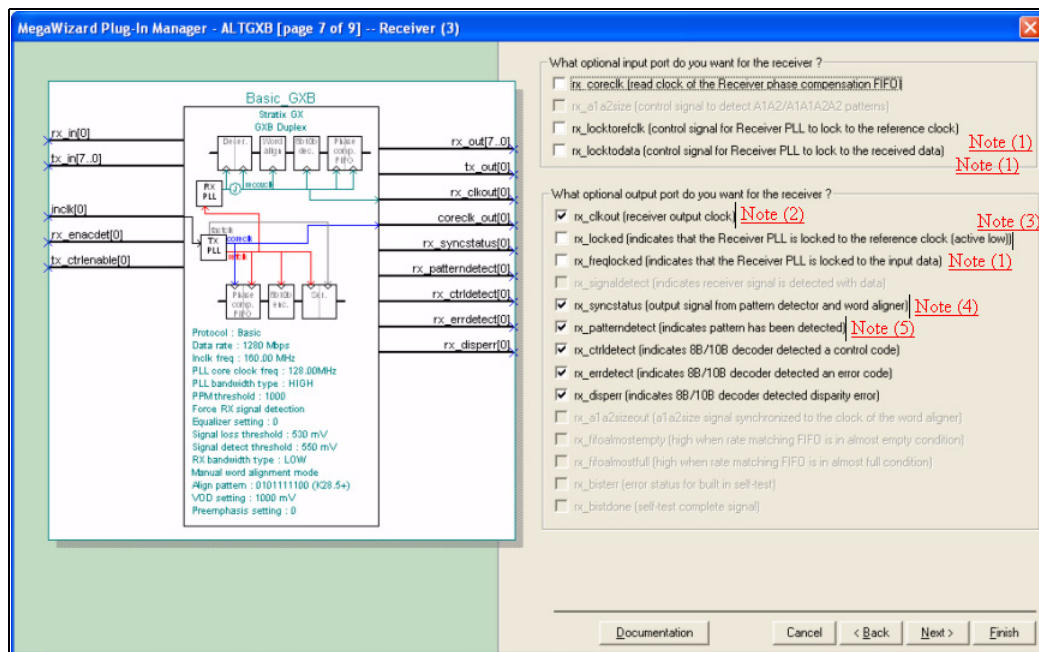 MegaWizard Plug-In Manager - ALTGXB [page 7 of 9] -- Receiver (3)
Basic_GXB
Stratix GX
GXB Duplex
rx_in[0]
tx_in[7..0]
inclk[0]
rx_enacdet[0]
tx_ctrlenable[0]
Deser.
Word
align
8b10b
dec.
Phase
comp.
FIFO
RX
PLL
recovclk
txrefclk
coreclk
TX
PLL
refclk
Phase
comp.
FIFO
8b10b
enc.
Ser.
rx_out[7..0]
tx_out[0]
rx_clkout[0]
coreclk_out[0]
rx_syncstatus[0]
rx_patterndetect[0]
rx_ctrldetect[0]
rx_errdetect[0]
rx_disperr[0]
Protocol : Basic
Data rate : 1280 Mbps
Inclk freq : 160.00 MHz
PLL core clock freq : 128.00MHz
PLL bandwidth type : HIGH
PPM threshold : 1000
Force RX signal detection
Equalizer setting : 0
Signal loss threshold : 530 mV
Signal detect threshold : 550 mV
RX bandwidth type : LOW
Manual word alignment mode
Align pattern : 0101111100 (K28.5+)
VOD setting : 1000 mV
Preemphasis setting : 0
What optional input port do you want for the receiver ?
rx_coreclk (read clock of the Receiver phase compensation FIFO)
rx_a1a2size (control signal to detect A1A2/A1A1A2A2 patterns)
rx_locktorefclk (control signal for Receiver PLL to lock to the reference clock)
Note (1)
rx_locktodata (control signal for Receiver PLL to lock to the received data)
Note (1)
What optional output port do you want for the receiver ?
rx_clkout (receiver output clock) Note (2)
rx_locked (indicates that the Receiver PLL is locked to the reference clock (active low)) Note (3)
rx_freqlocked (indicates that the Receiver PLL is locked to the input data) Note (1)
rx_signaldetect (indicates receiver signal is detected with data)
rx_syncstatus (output signal from pattern detector and word aligner) Note (4)
rx_patterndetect (indicates pattern has been detected) Note (5)
rx_ctrldetect (indicates 8B/10B decoder detected a control code)
rx_errdetect (indicates 8B/10B decoder detected an error code)
rx_disperr (indicates 8B/10B decoder detected disparity error)
rx_a1a2sizeout (a1a2size signal synchronized to the clock of the word aligner)
rx_fifoalmostempty (high when rate matching FIFO is in almost empty condition)
rx_fifoalmostfull (high when rate matching FIFO is in almost full condition)
rx_bisterr (error status for built in self-test)
rx_bistdone (self-test complete signal)
Documentation
Cancel
< Back
Next >
Finish